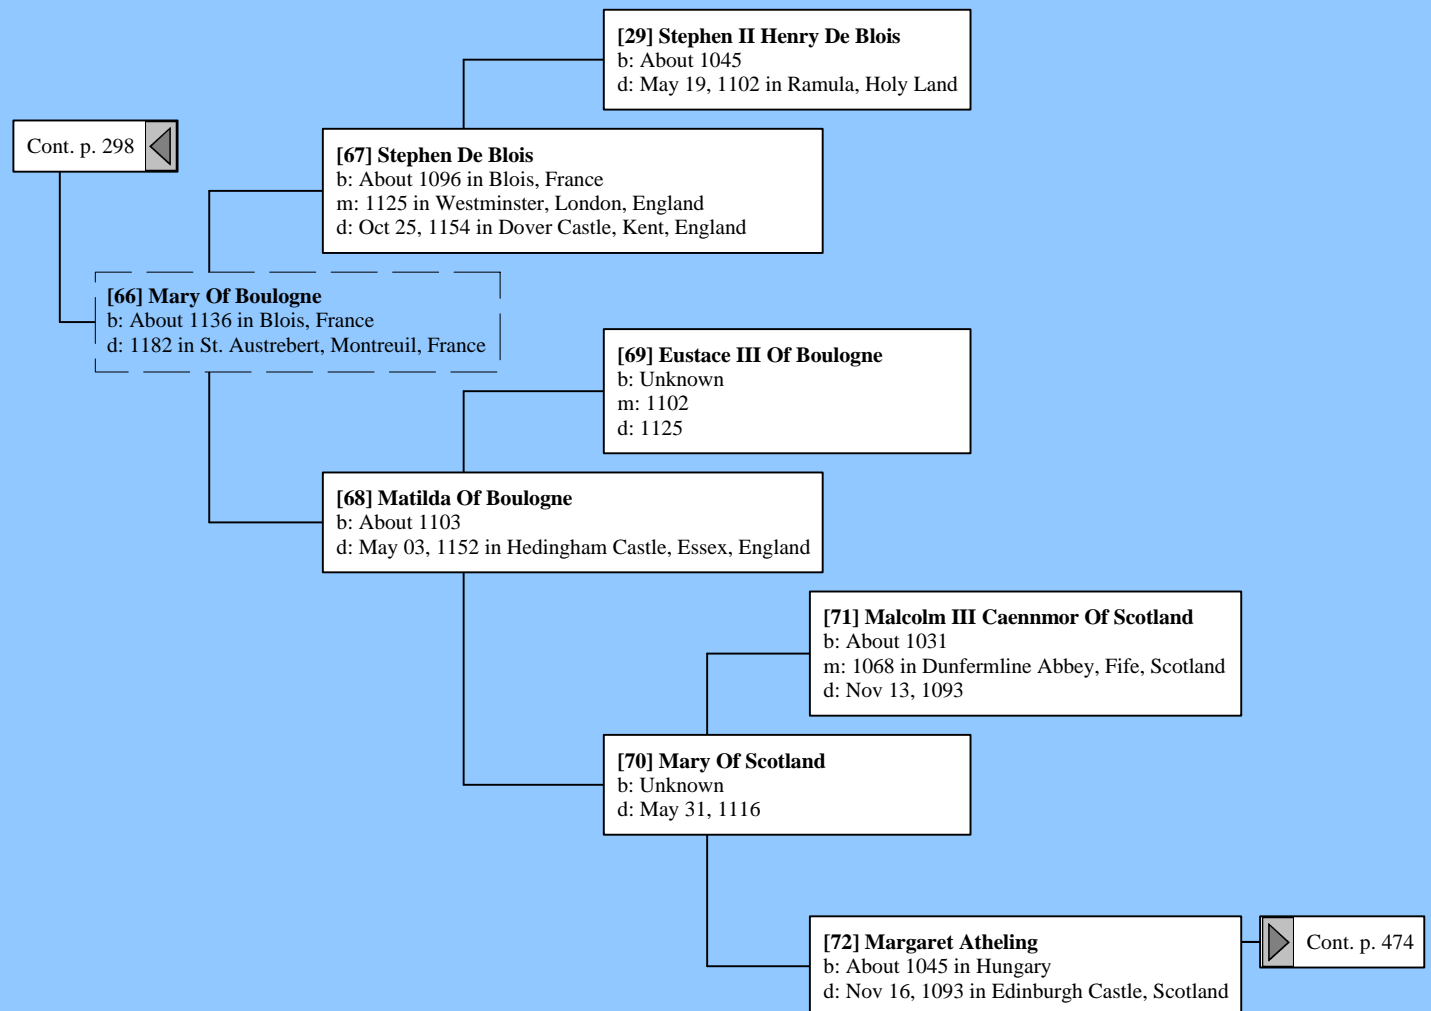 [29] Stephen II Henry De Blois
b: About 1045
d: May 19, 1102 in Ramula, Holy Land
Cont. p. 298
[67] Stephen De Blois
b: About 1096 in Blois, France
m: 1125 in Westminster, London, England
d: Oct 25, 1154 in Dover Castle, Kent, England
[66] Mary Of Boulogne
b: About 1136 in Blois, France
d: 1182 in St. Austrebert, Montreuil, France
[69] Eustace III Of Boulogne
b: Unknown
m: 1102
d: 1125
[68] Matilda Of Boulogne
b: About 1103
d: May 03, 1152 in Hedingham Castle, Essex, England
[71] Malcolm III Caennmor Of Scotland
b: About 1031
m: 1068 in Dunfermline Abbey, Fife, Scotland
d: Nov 13, 1093
[70] Mary Of Scotland
b: Unknown
d: May 31, 1116
[72] Margaret Atheling
b: About 1045 in Hungary
d: Nov 16, 1093 in Edinburgh Castle, Scotland
Cont. p. 474